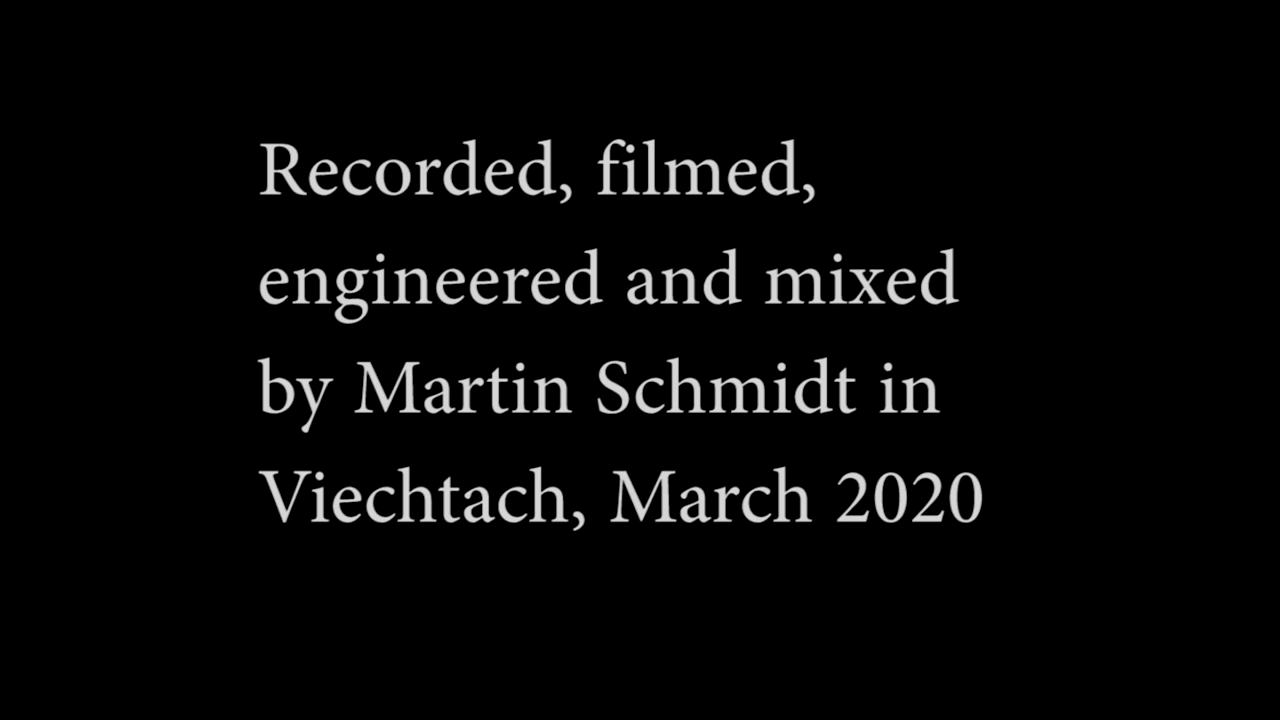 Recorded, filmed,
engineered and mixed
by Martin Schmidt in
Viechtach, March 2020